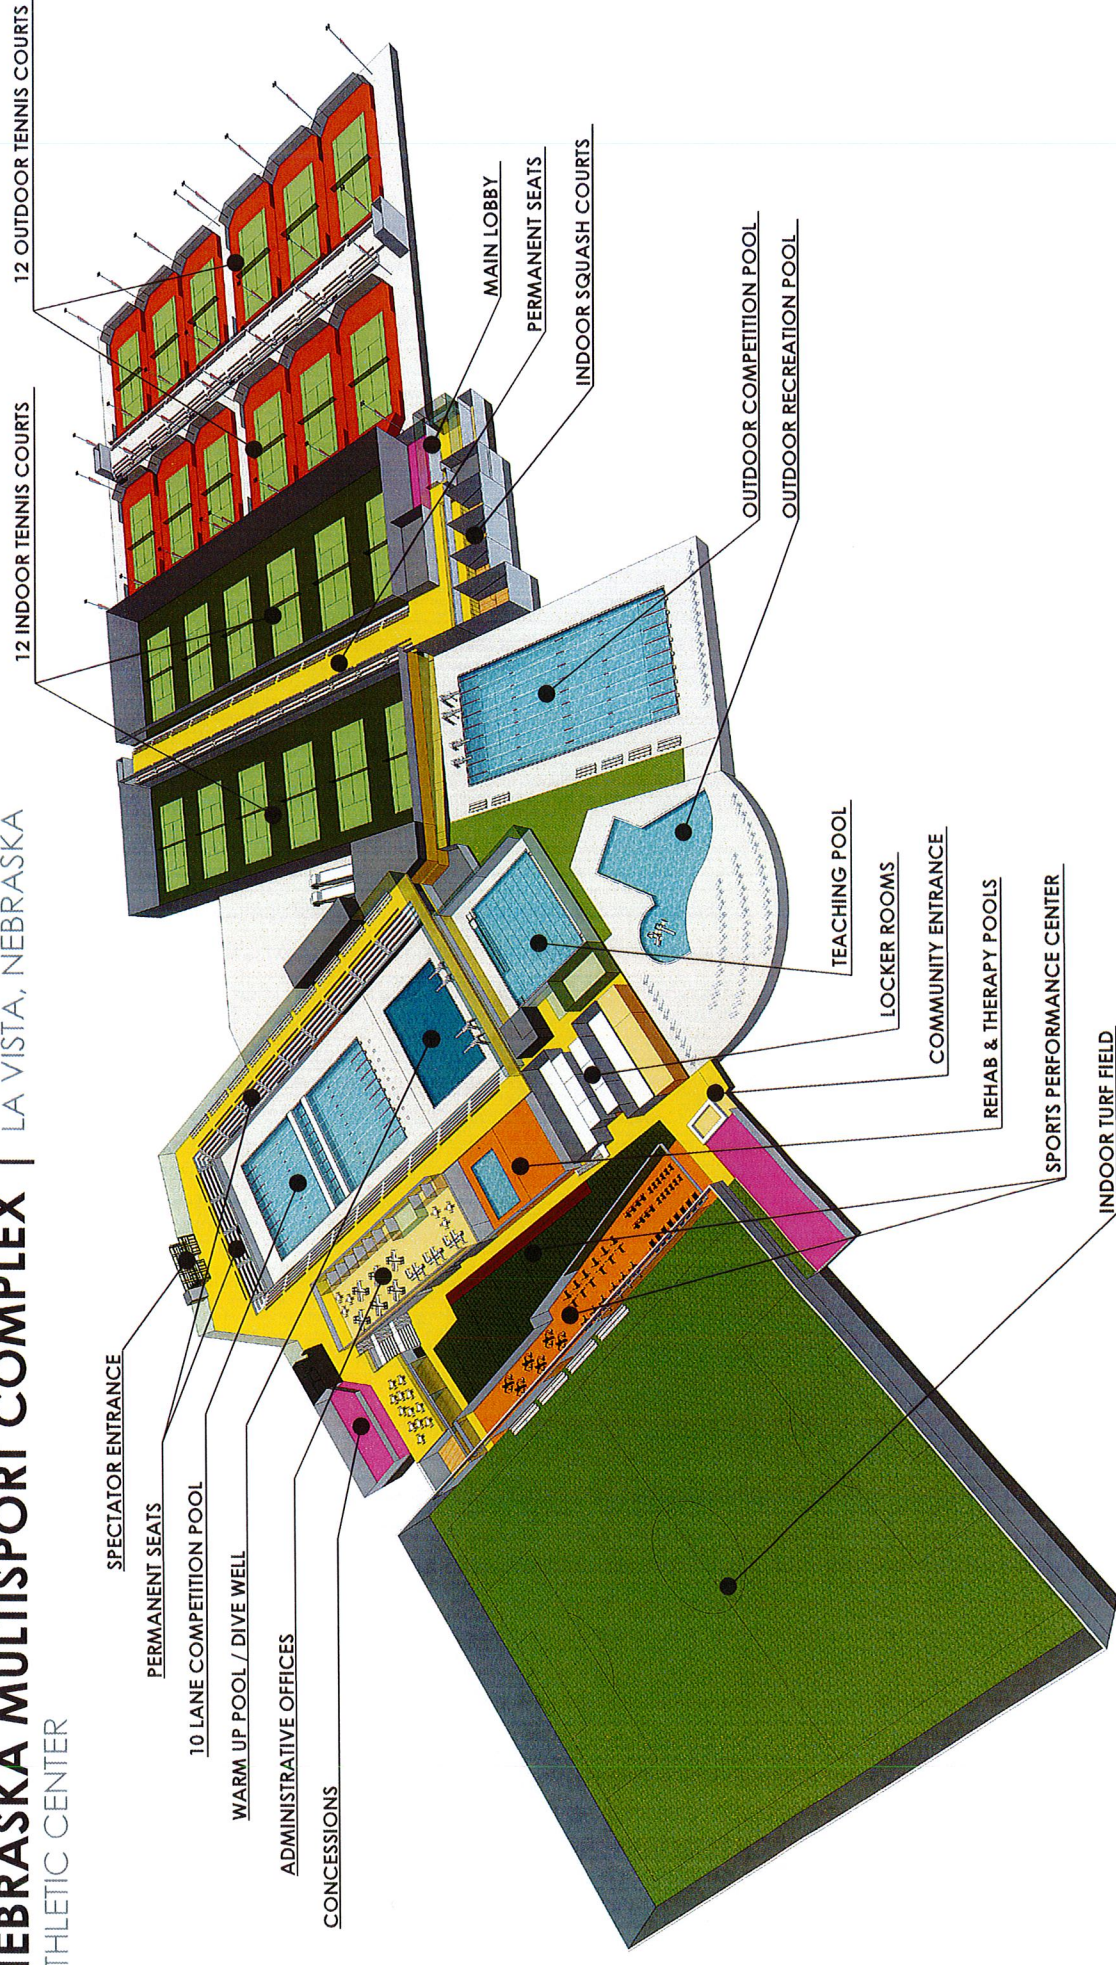 NEBRASKA MULTISPORT COMPLEX | LA VISTA, NEBRASKA
ATHLETIC CENTER
SPECTATOR ENTRANCE
PERMANENT SEATS
10 LANE COMPETITION POOL
WARM UP POOL / DIVE WELL
ADMINISTRATIVE OFFICES
CONCESSIONS
12 INDOOR TENNIS COURTS
12 OUTDOOR TENNIS COURTS
MAIN LOBBY
PERMANENT SEATS
INDOOR SQUASH COURTS
OUTDOOR COMPETITION POOL
OUTDOOR RECREATION POOL
TEACHING POOL
LOCKER ROOMS
COMMUNITY ENTRANCE
REHAB & THERAPY POOLS
SPORTS PERFORMANCE CENTER
INDOOR TURF FIELD